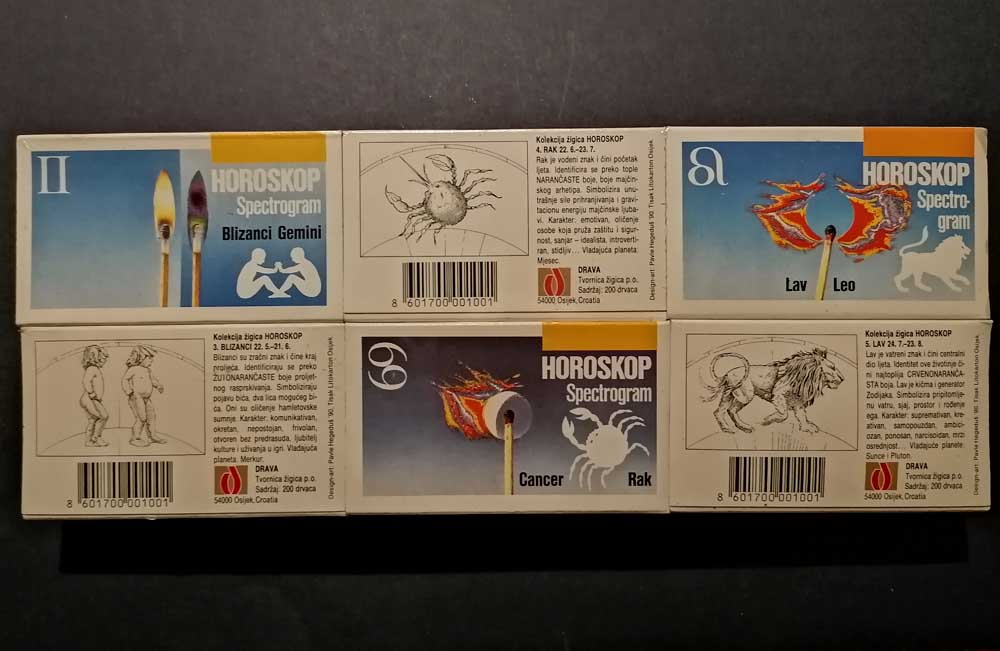 HOROSKOP
Spectrogram
Blizanci Gemini
Kolekcija žigica HOROSKOP
4. RAK 22. 6.–23. 7.
Rak je vodeni znak i čini početak
ljeta. Identificira se preko tople
NARANČASTE boje, boje majčin-
skog arhetipa. Simbolizira unu-
trašnje sile prihranjivanja i gravi-
tacionu energiju majčinske ljuba-
vi. Karakter: emotivan, oličenje
osobe koja pruža zaštitu i sigur-
nost, sanjar – idealista, introverti-
ran, stidljiv... Vladajuća planeta:
Mjesec.
DRAVA
Tvornica žigica p.o.
Sadržaj: 200 drvaca
54000 Osijek, Croatia
8 601700 001001
Design-art: Pavle Hegeduš '90, Tisak Litokarton Osijek
HOROSKOP
Spectro-
gram
Lav Leo
Kolekcija žigica HOROSKOP
3. BLIZANCI 22. 5.–21. 6.
Blizanci su zračni znak i čine kraj
proljeća. Identificiraju se preko
ŽUTONARANČASTE boje proljet-
nog rasprskivanja. Simboliziraju
pojavu bića, dva lica mogućeg bi-
ća. Oni su oličenje hamletovske
sumnje. Karakter: komunikativan,
okretan, nepostojan, frivolan,
otvoren bez predrasuda, ljubitelj
kulture i uživanja u igri. Vladajuća
planeta: Merkur.
DRAVA
Tvornica žigica p.o.
Sadržaj: 200 drvaca
54000 Osijek, Croatia
8 601700 001001
Design-art: Pavle Hegeduš '90, Tisak Litokarton Osijek
HOROSKOP
Spectrogram
Cancer Rak
Kolekcija žigica HOROSKOP
5. LAV 24. 7.–23. 8.
Lav je vatreni znak i čini centralni
dio ljeta. Identitet ove životinje či-
ni najtoplija CRVENONARANČA-
STA boja. Lav je kičma i generator
Zodijaka. Simbolizira pripitomlje-
nu vatru, sjaj, prostor i rođenje
ega. Karakter: supremativan, kre-
ativan, samopouzdan, ambici-
ozan, ponosan, narcisoidan, mrzi
osrednjost... Vladajuće planete:
Sunce i Pluton.
DRAVA
Tvornica žigica p.o.
Sadržaj: 200 drvaca
54000 Osijek, Croatia
8 601700 001001
Design-art: Pavle Hegeduš '90, Tisak Litokarton Osijek